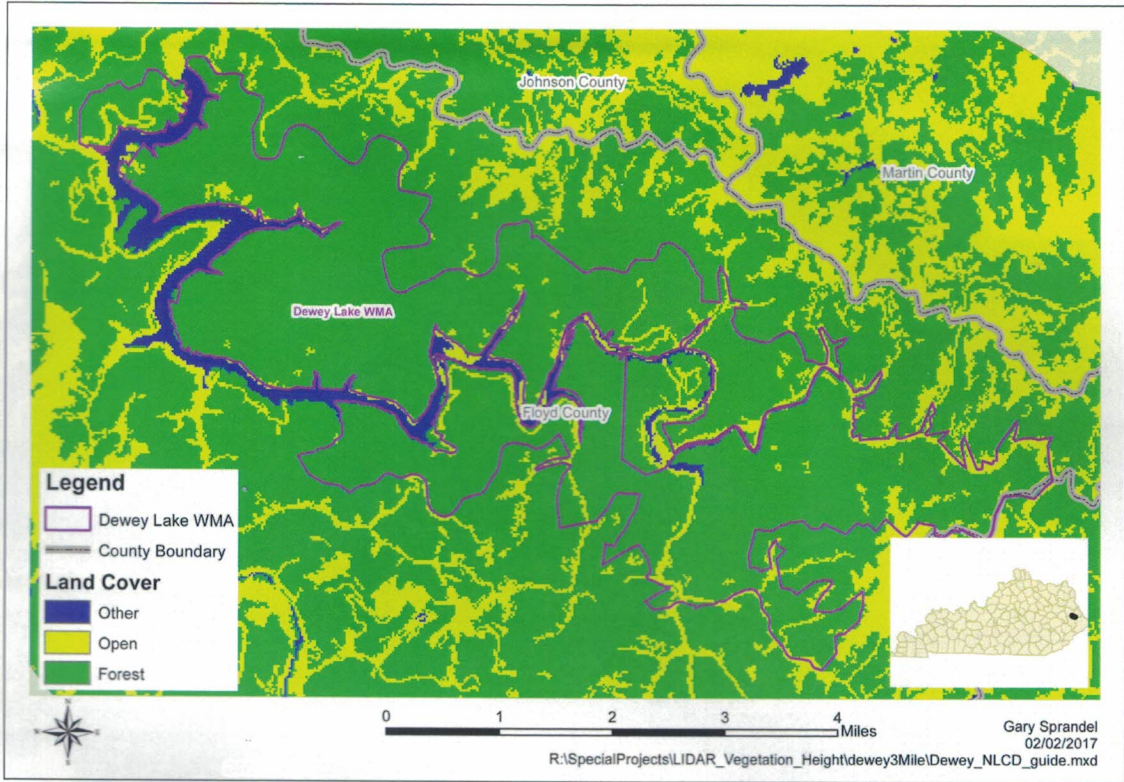 Johnson County
Martin County
Dewey Lake WMA
Floyd County
Legend
Dewey Lake WMA
County Boundary
Land Cover
Other
Open
Forest
N
0 1 2 3 4
Miles
Gary Sprandel
02/02/2017
R:\SpecialProjects\LIDAR_Vegetation_Height\dewey3Mile\Dewey_NLCD_guide.mxd